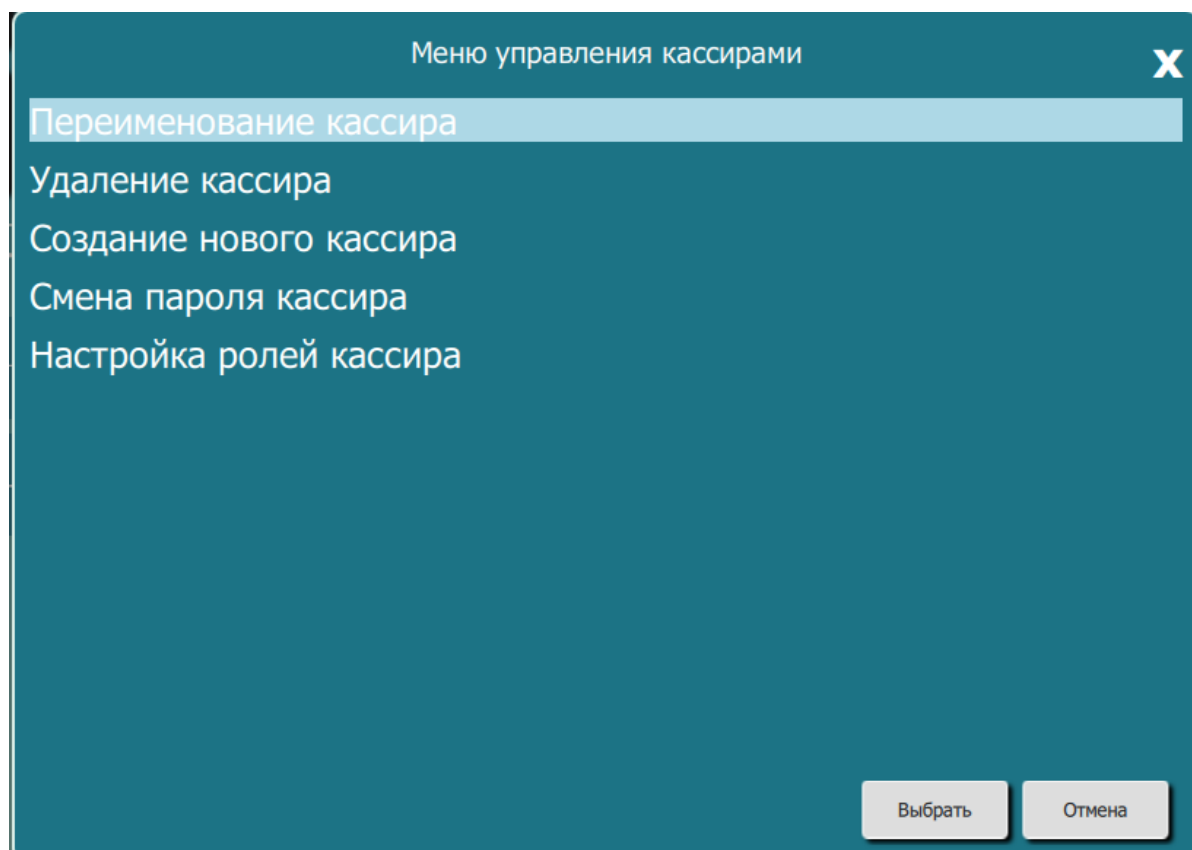 Меню управления кассирами
X
Переименование кассира
Удаление кассира
Создание нового кассира
Смена пароля кассира
Настройка ролей кассира
Выбрать
Отмена